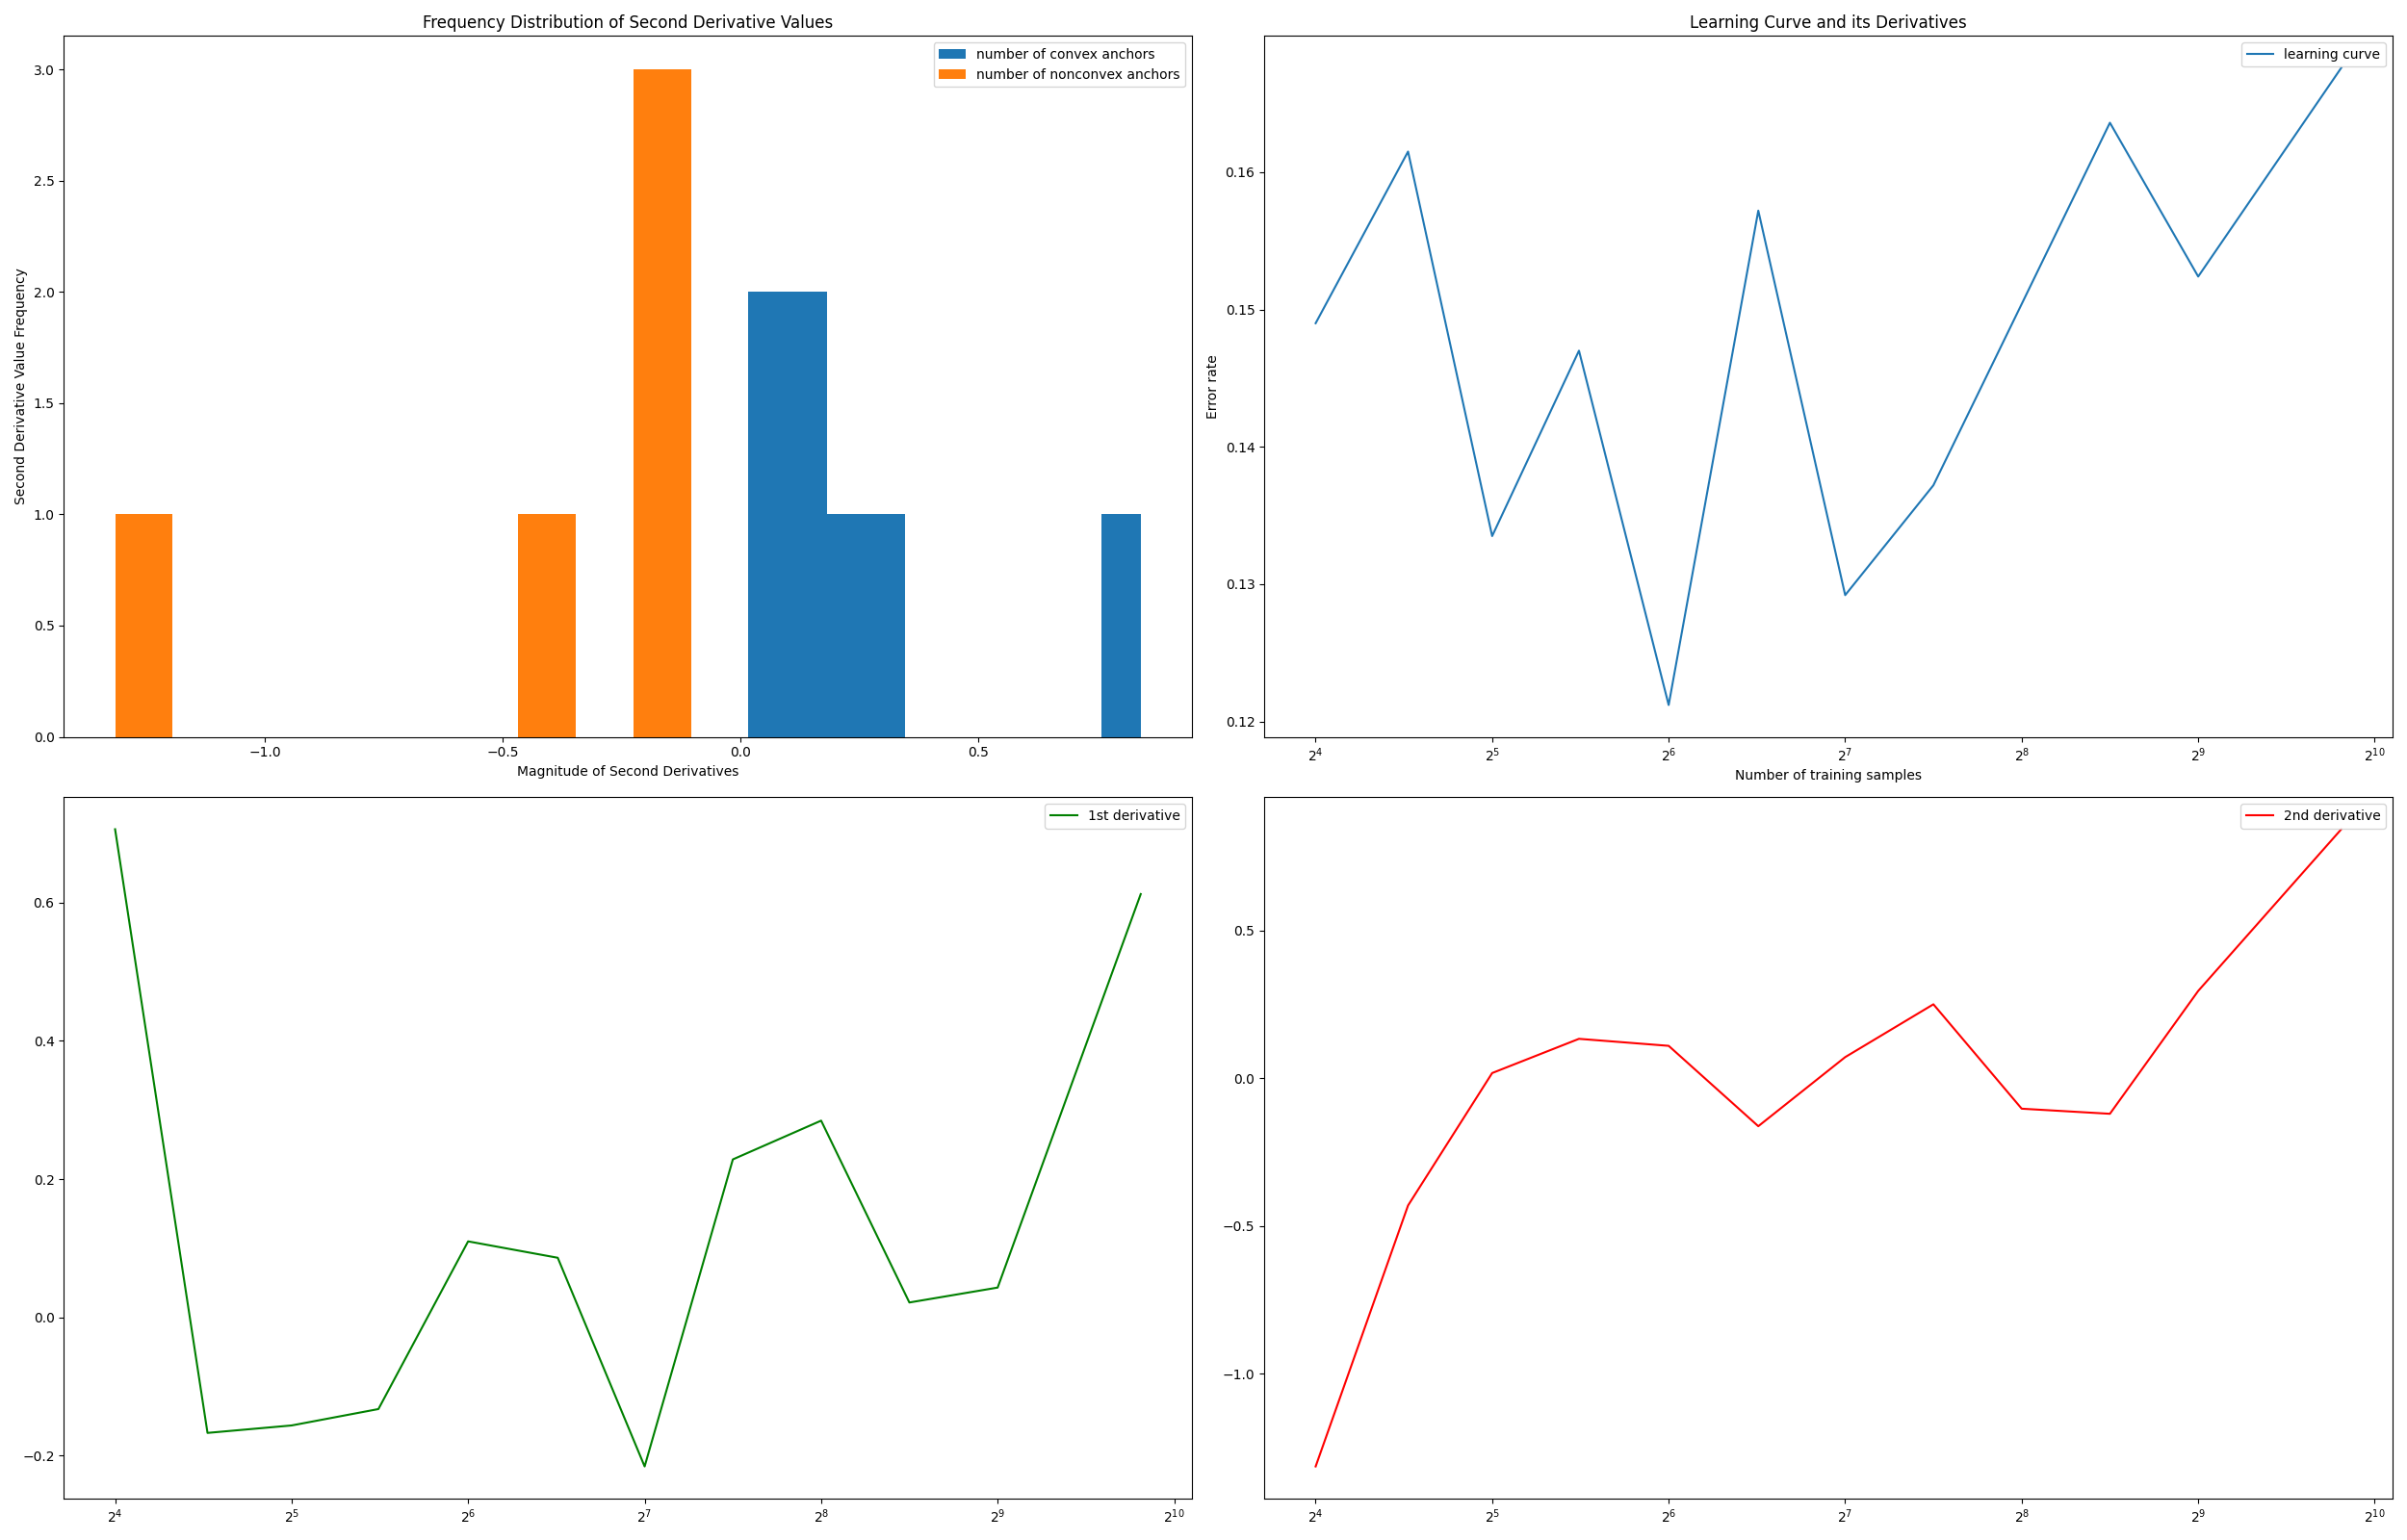 Frequency Distribution of Second Derivative Values
number of convex anchors
number of nonconvex anchors
3.0
2.5
2.0
1.5
1.0
0.5
0.0
Second Derivative Value Frequency
−1.0 −0.5 0.0 0.5
Magnitude of Second Derivatives
Learning Curve and its Derivatives
learning curve
0.16
0.15
0.14
0.13
0.12
Error rate
2⁴ 2⁵ 2⁶ 2⁷ 2⁸ 2⁹ 2¹⁰
Number of training samples
1st derivative
0.6
0.4
0.2
0.0
−0.2
2⁴ 2⁵ 2⁶ 2⁷ 2⁸ 2⁹ 2¹⁰
2nd derivative
0.5
0.0
−0.5
−1.0
2⁴ 2⁵ 2⁶ 2⁷ 2⁸ 2⁹ 2¹⁰